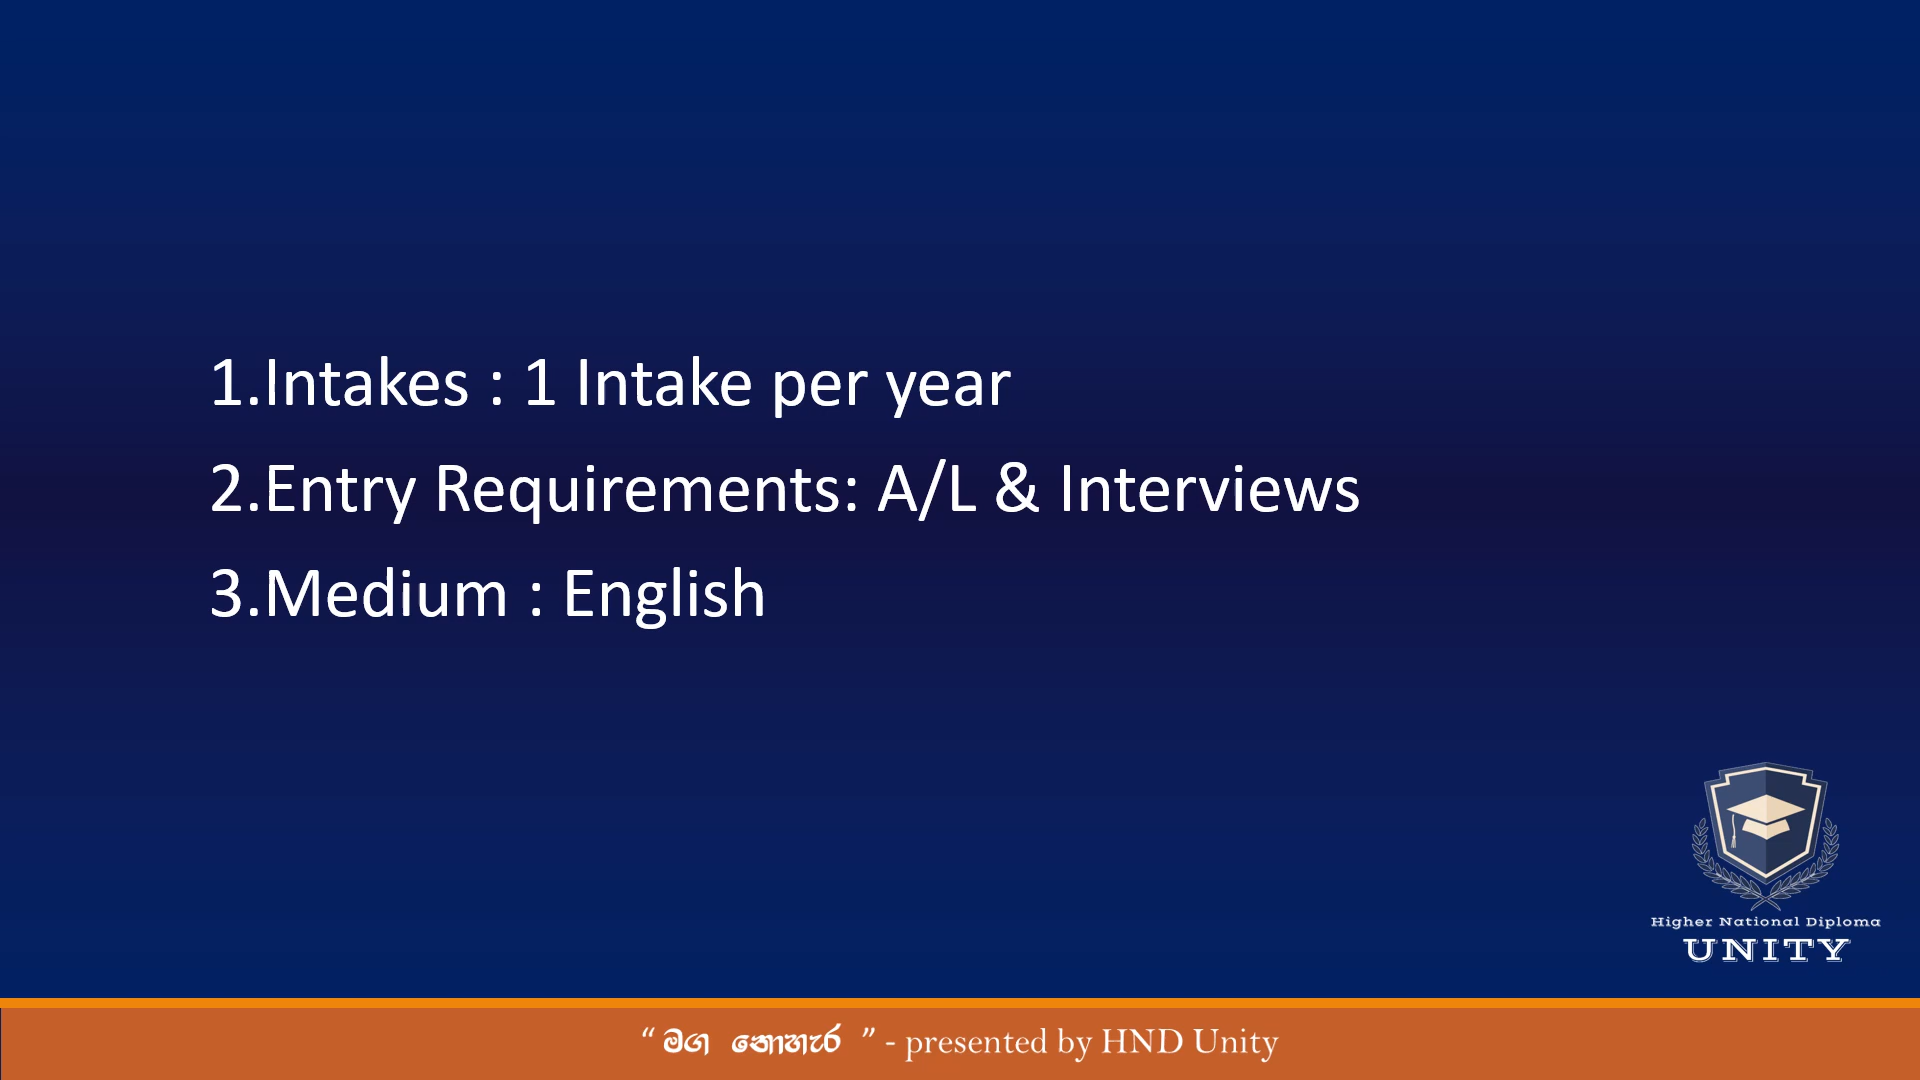 1.Intakes : 1 Intake per year
2.Entry Requirements: A/L & Interviews
3.Medium : English
Higher National Diploma
UNITY
“ මග නොහැර ” - presented by HND Unity